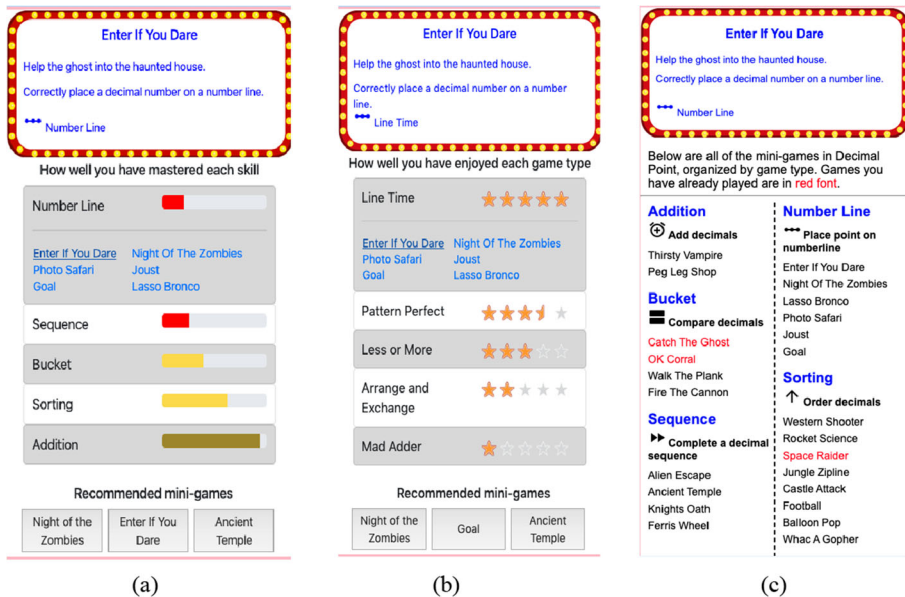 Enter If You Dare
Help the ghost into the haunted house.
Correctly place a decimal number on a number line.
Number Line
How well you have mastered each skill
Number Line
Enter If You Dare Night Of The Zombies
Photo Safari Joust
Goal Lasso Bronco
Sequence
Bucket
Sorting
Addition
Recommended mini-games
Night of the
Zombies
Enter If You
Dare
Ancient
Temple
(a)
Enter If You Dare
Help the ghost into the haunted house.
Correctly place a decimal number on a number
line.
Line Time
How well you have enjoyed each game type
Line Time
Enter If You Dare Night Of The Zombies
Photo Safari Joust
Goal Lasso Bronco
Pattern Perfect
Less or More
Arrange and
Exchange
Mad Adder
Recommended mini-games
Night of the
Zombies
Goal
Ancient
Temple
(b)
Enter If You Dare
Help the ghost into the haunted house.
Correctly place a decimal number on a number line.
Number Line
Below are all of the mini-games in Decimal
Point, organized by game type. Games you
have already played are in red font.
Addition
Add decimals
Thirsty Vampire
Peg Leg Shop
Bucket
Compare decimals
Catch The Ghost
OK Corral
Walk The Plank
Fire The Cannon
Sequence
Complete a decimal
sequence
Alien Escape
Ancient Temple
Knights Oath
Ferris Wheel
Number Line
Place point on
numberline
Enter If You Dare
Night Of The Zombies
Lasso Bronco
Photo Safari
Joust
Goal
Sorting
Order decimals
Western Shooter
Rocket Science
Space Raider
Jungle Zipline
Castle Attack
Football
Balloon Pop
Whac A Gopher
(c)